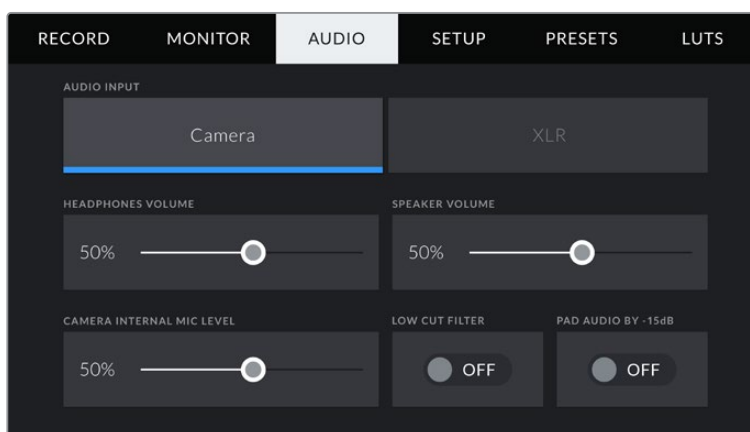 RECORD MONITOR AUDIO SETUP PRESETS LUTS
AUDIO INPUT
Camera XLR
HEADPHONES VOLUME SPEAKER VOLUME
50% 50%
CAMERA INTERNAL MIC LEVEL LOW CUT FILTER PAD AUDIO BY -15dB
50% OFF OFF